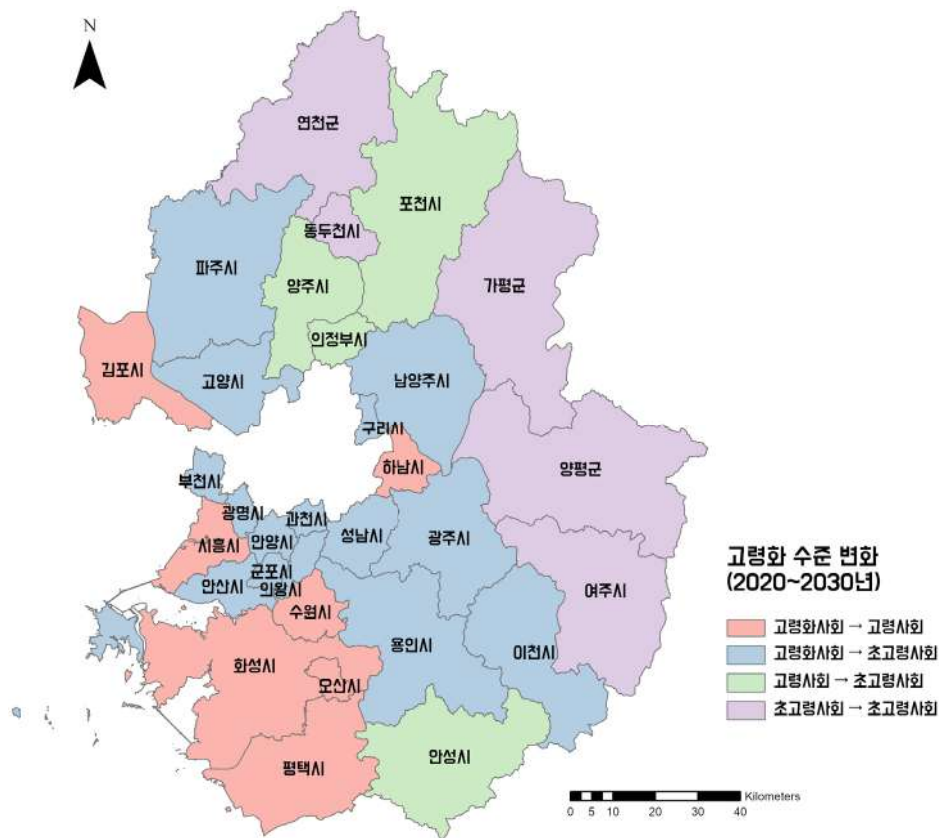 N
연천군
포천시
동두천시
파주시
양주시
가평군
의정부시
김포시
고양시
남양주시
구리시
양평군
하남시
부천시
광명시
과천시
성남시
광주시
시흥시
안양시
군포시
안산시
의왕시
수원시
여주시
용인시
이천시
화성시
오산시
안성시
평택시
고령화 수준 변화
(2020~2030년)
고령화사회 → 고령사회
고령화사회 → 초고령사회
고령사회 → 초고령사회
초고령사회 → 초고령사회
Kilometers
0 5 10 20 30 40